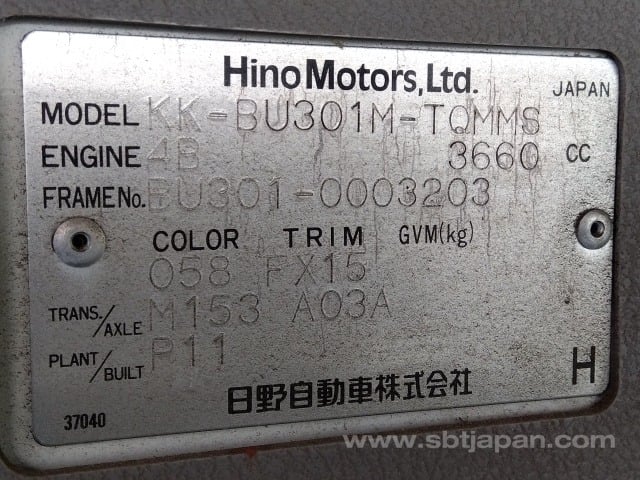 Hino Motors, Ltd.
JAPAN
MODEL KK-BU301M-TQMMS
ENGINE 4B 3660 CC
FRAME No. BU301-0003203
COLOR TRIM GVM(kg)
058 FX15
TRANS./AXLE M153 A03A
PLANT/BUILT P11
日野自動車株式会社
H
37040
www.sbtjapan.com